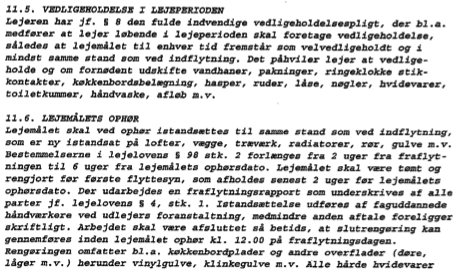 11.5. VEDLIGEHOLDELSE I LEJEPERIODEN
Lejeren har jf. § 8 den fulde indvendige vedligeholdelsespligt, der bl.a.
medfører at lejer løbende i lejeperioden skal foretage vedligeholdelse,
således at lejemålet til enhver tid fremstår som velvedligeholdt og i
mindst samme stand som ved indflytning. Det påhviler lejer at vedlige-
holde og om fornødent udskifte vandhaner, pakninger, ringeklokke stik-
kontakter, køkkenbordsbelægning, hasper, ruder, låse, nøgler, hvidevarer,
toiletkummer, håndvaske, afløb m.v.
11.6. LEJEMÅLETS OPHØR
Lejemålet skal ved ophør istandsættes til samme stand som ved indflytning,
som er ny istandsat på lofter, vægge, træværk, radiatorer, rør, gulve m.v.
Bestemmelserne i lejelovens § 98 stk. 2 forlænges fra 2 uger fra fraflyt-
ningen til 6 uger fra lejemålets ophørsdato. Lejemålet skal være tømt og
rengjort før første flyttesyn, som afholdes senest 2 uger før lejemålets
ophørsdato. Der udarbejdes en fraflytningsrapport som underskrives af alle
parter jf. lejelovens § 4, stk. 1. Istandsættelse udføres af faguddannede
håndværkere ved udlejers foranstaltning, medmindre anden aftale foreligger
skriftligt. Arbejdet skal være afsluttet så betids, at slutrengøring kan
gennemføres inden lejemålet ophør kl. 12.00 på fraflytningsdagen.
Rengøringen omfatter bl.a. køkkenbordplader og andre overflader (døre,
låger m.v.) herunder vinylgulve, klinkegulve m.v. Alle hårde hvidevarer